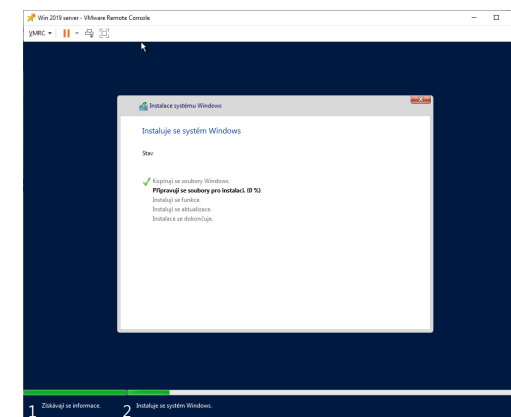 Win 2019 server - VMware Remote Console
VMRC
Instalace systému Windows
Instaluje se systém Windows
Stav
Kopírují se soubory Windows.
Připravují se soubory pro instalaci. (0 %)
Instalují se funkce.
Instalují se aktualizace.
Instalace se dokončuje.
1 Získávají se informace.
2 Instaluje se systém Windows.